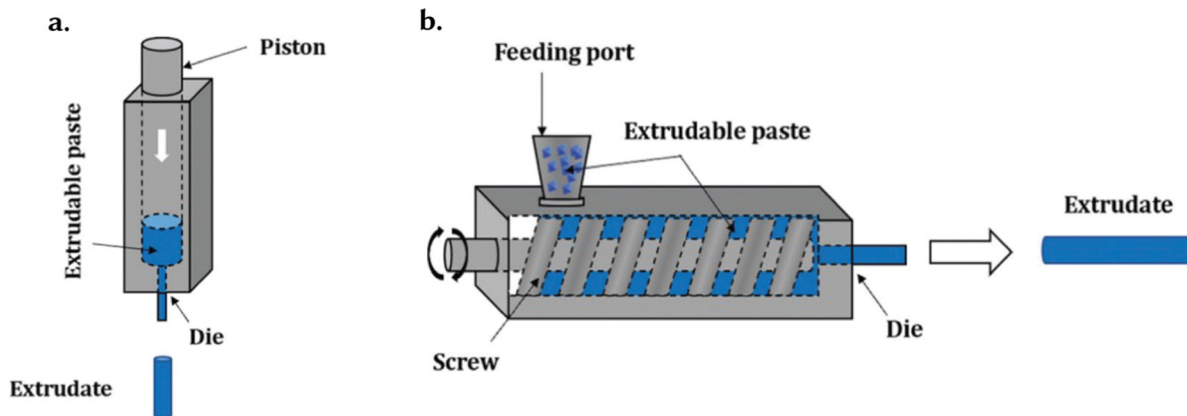 a.
Piston
Extrudable paste
Die
Extrudate
b.
Feeding port
Extrudable paste
Extrudate
Die
Screw